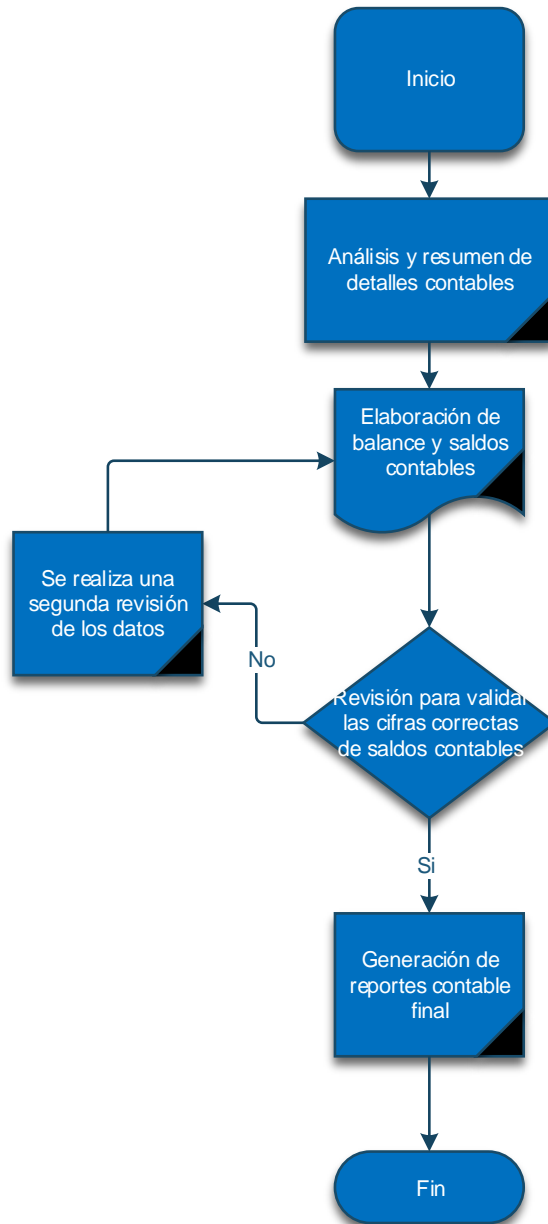 Inicio
Análisis y resumen de
detalles contables
Elaboración de
balance y saldos
contables
Se realiza una
segunda revisión
de los datos
No
Revisión para validar
las cifras correctas
de saldos contables
Si
Generación de
reportes contable
final
Fin